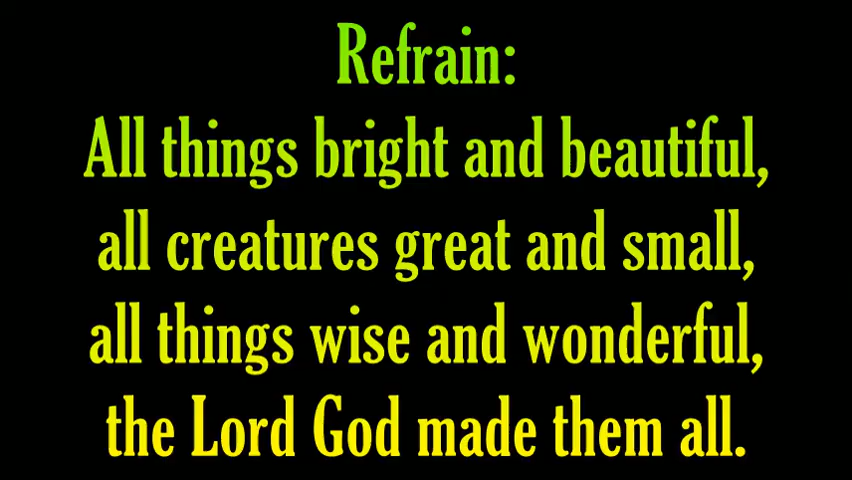 Refrain:
All things bright and beautiful,
all creatures great and small,
all things wise and wonderful,
the Lord God made them all.